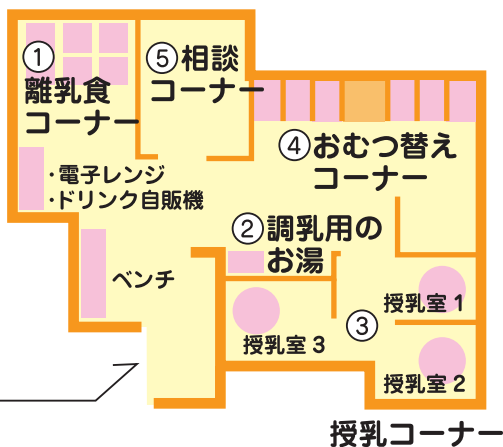 ①
離乳食
コーナー
⑤相談
コーナー
④おむつ替え
コーナー
・電子レンジ
・ドリンク自販機
②調乳用の
お湯
ベンチ
授乳室 1
③
授乳室 3
授乳室 2
授乳コーナー